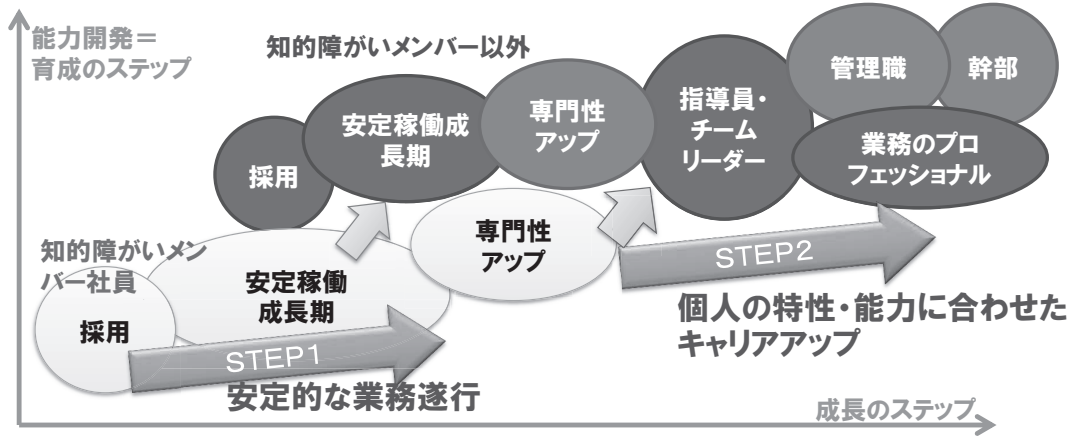 能力開発＝
育成のステップ
知的障がいメンバー以外
採用
安定稼働成
長期
専門性
アップ
指導員・
チーム
リーダー
管理職
幹部
業務のプロ
フェッショナル
知的障がいメン
バー社員
採用
安定稼働
成長期
専門性
アップ
STEP1
安定的な業務遂行
STEP2
個人の特性・能力に合わせた
キャリアアップ
成長のステップ